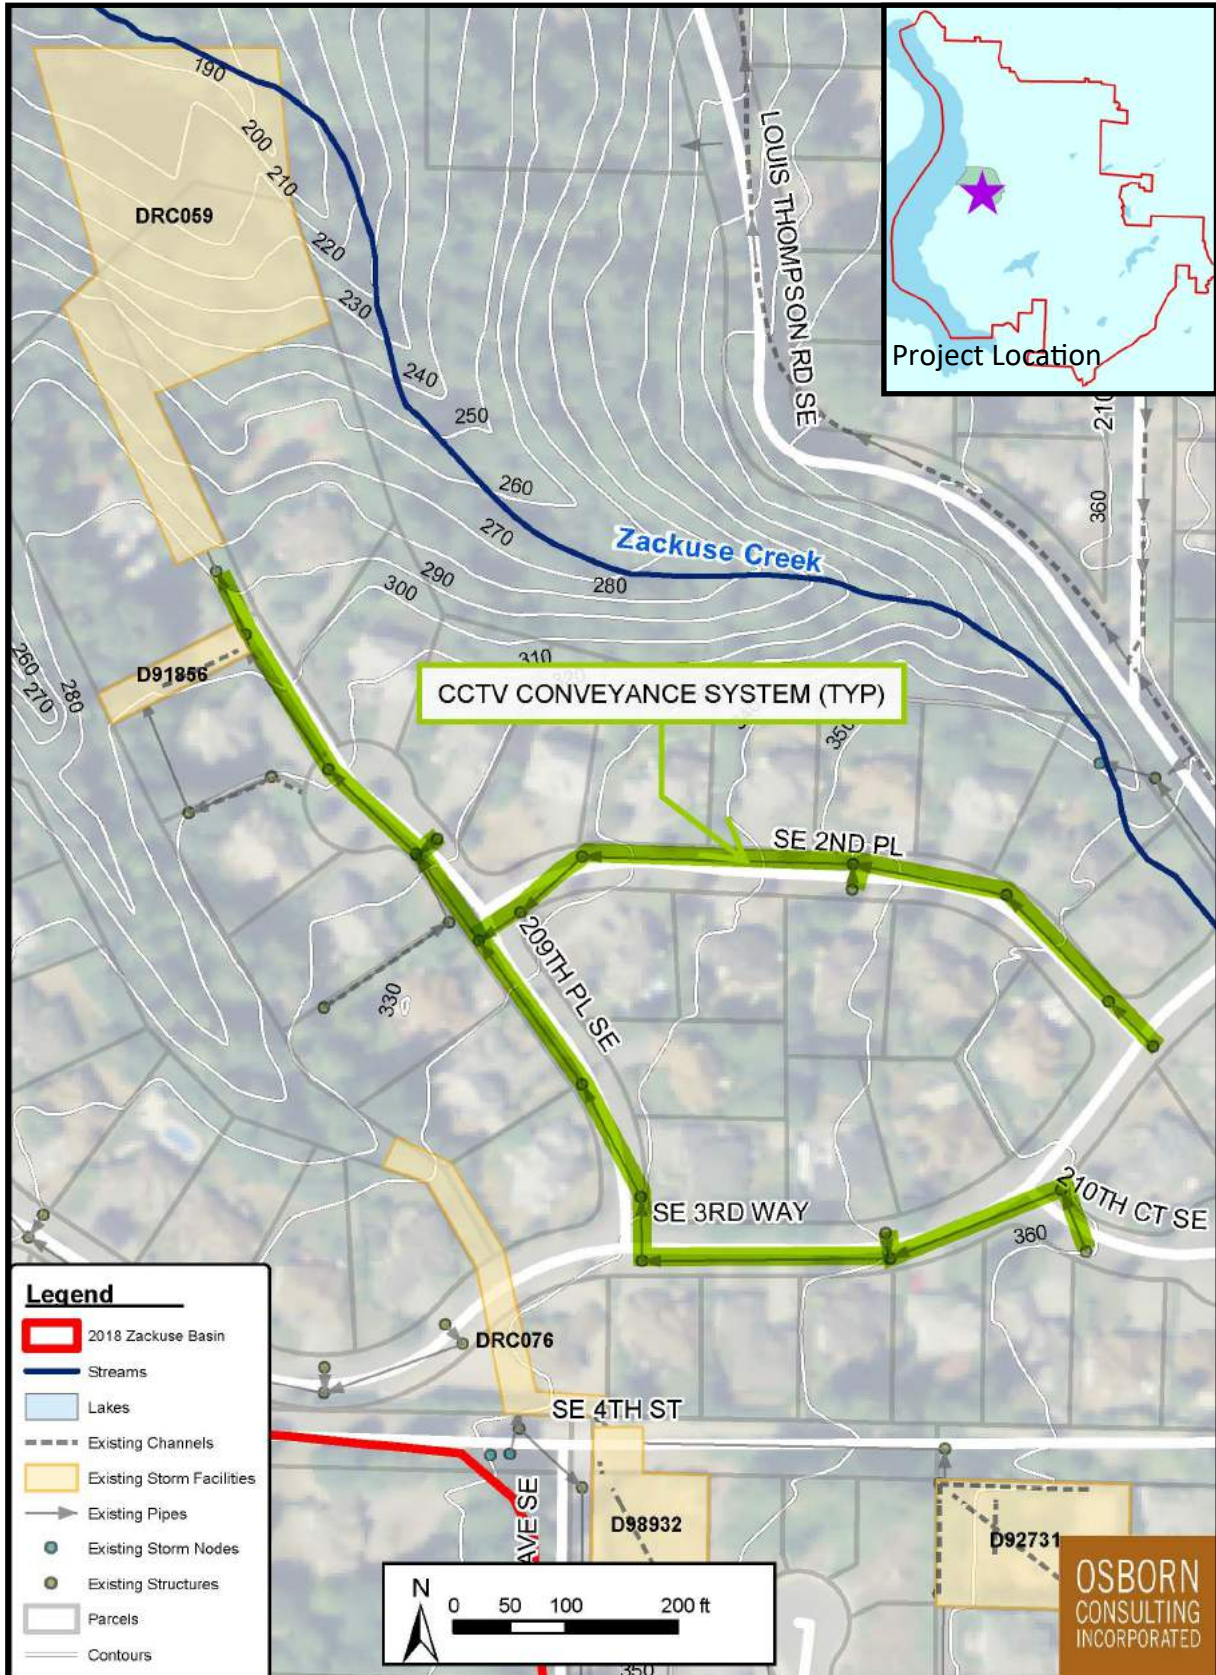 190
200
210
DRC059
220
230
240
250
260
270
280
290
300
310
LOUIS THOMPSON RD SE
Project Location
210
360
Zackuse Creek
D91856
260
270
280
CCTV CONVEYANCE SYSTEM (TYP)
350
SE 2ND PL
209TH PL SE
330
SE 3RD WAY
210TH CT SE
360
DRC076
SE 4TH ST
AVE SE
D98932
D92731
350
Legend
2018 Zackuse Basin
Streams
Lakes
Existing Channels
Existing Storm Facilities
Existing Pipes
Existing Storm Nodes
Existing Structures
Parcels
Contours
N
0 50 100 200 ft
OSBORN
CONSULTING
INCORPORATED